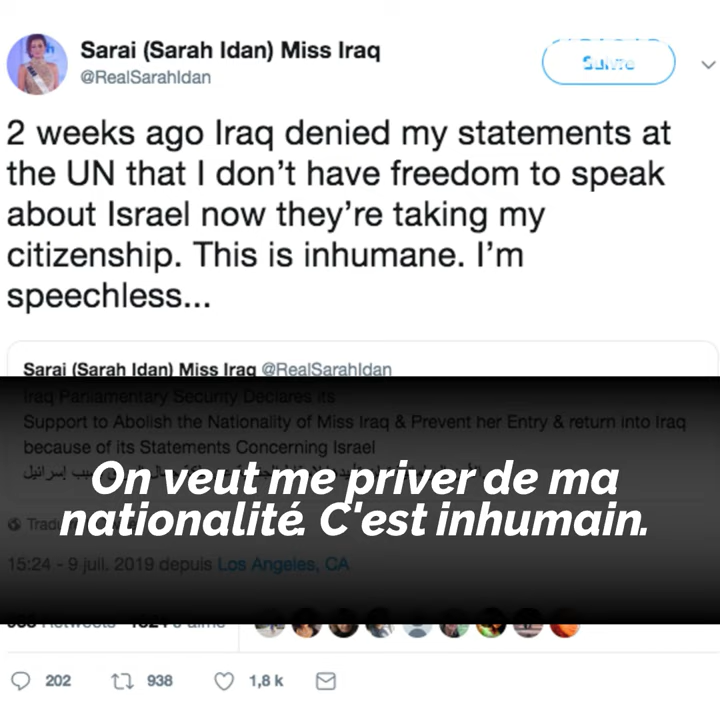 Sarai (Sarah Idan) Miss Iraq
@RealSarahIdan
Suivre
2 weeks ago Iraq denied my statements at
the UN that I don't have freedom to speak
about Israel now they're taking my
citizenship. This is inhumane. I'm
speechless...
Sarai (Sarah Idan) Miss Iraq @RealSarahIdan
Iraq Parliamentary Security Declares its
Support to Abolish the Nationality of Miss Iraq & Prevent her Entry & return into Iraq
because of its Statements Concerning Israel
On veut me priver de ma
nationalité. C'est inhumain.
15:24 - 9 juil. 2019 depuis Los Angeles, CA
202 938 1,8 k